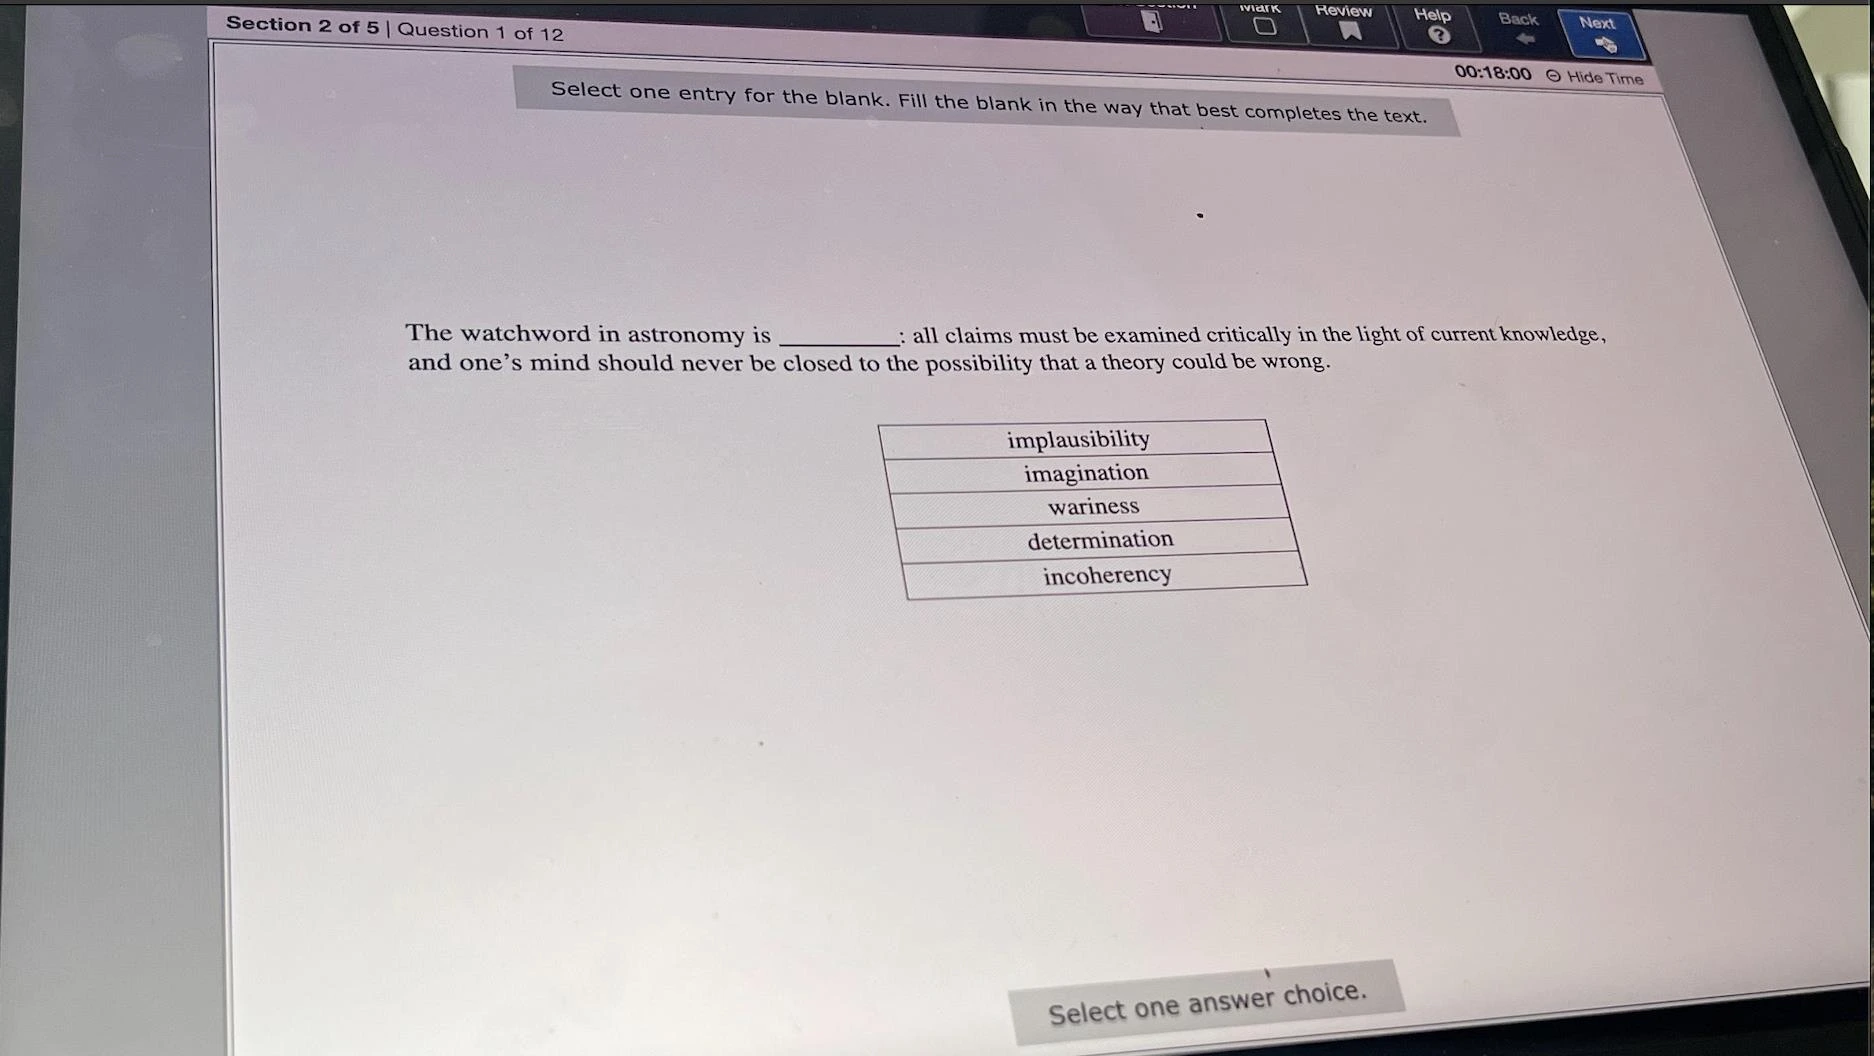 Section 2 of 5 | Question 1 of 12
Mark
Review
Help
Back
Next
00:18:00 Hide Time
Select one entry for the blank. Fill the blank in the way that best completes the text.
The watchword in astronomy is __________: all claims must be examined critically in the light of current knowledge,
and one's mind should never be closed to the possibility that a theory could be wrong.
implausibility
imagination
wariness
determination
incoherency
Select one answer choice.